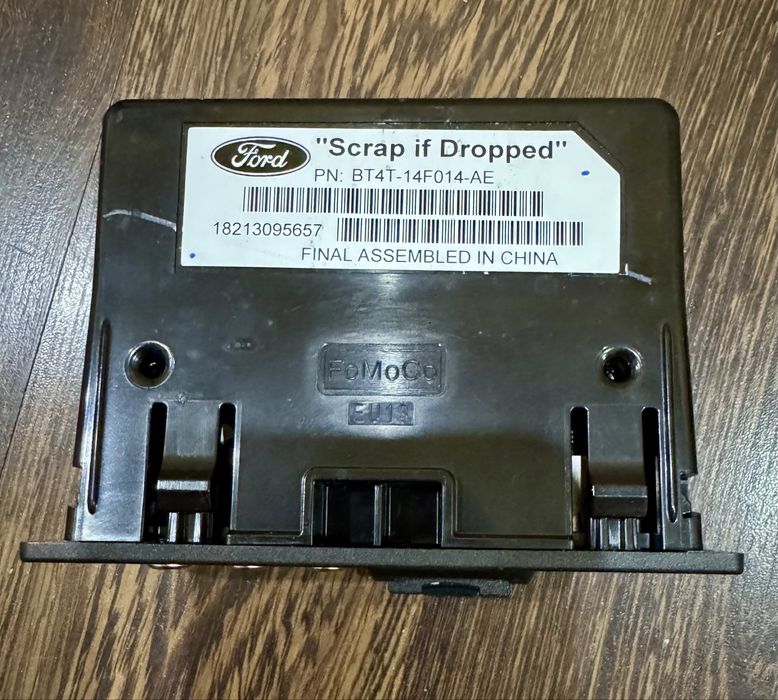 Ford
"Scrap if Dropped"
PN: BT4T-14F014-AE
18213095657
FINAL ASSEMBLED IN CHINA
FoMoCo